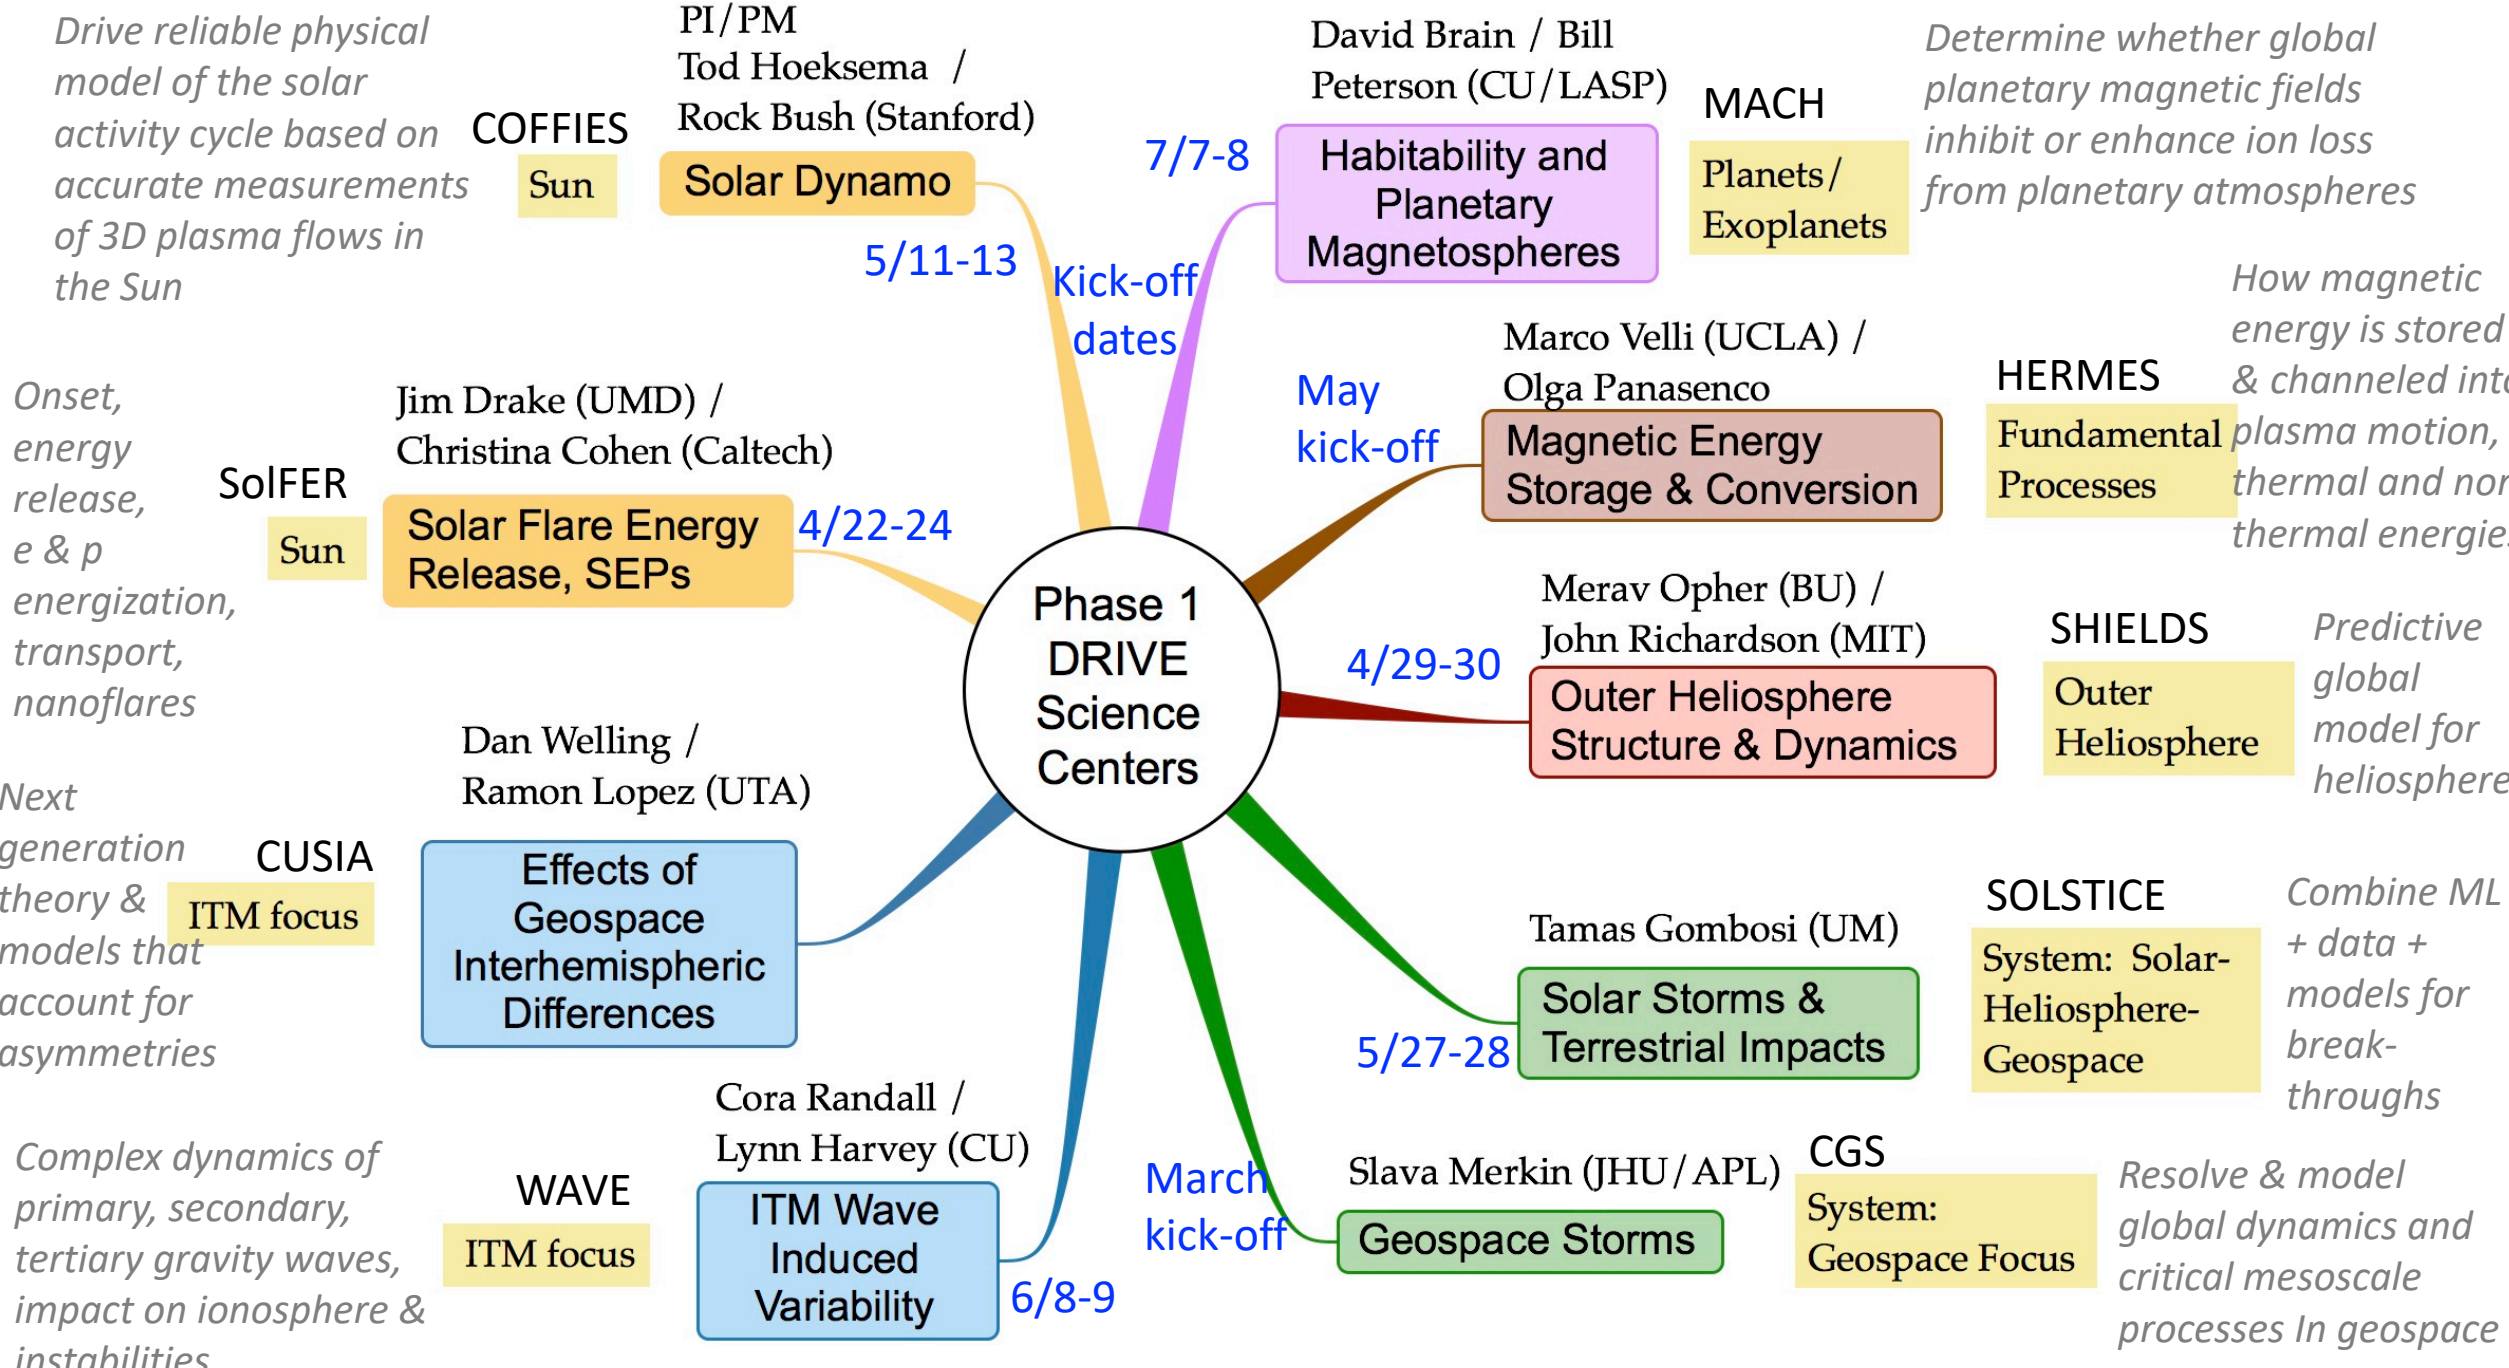 Drive reliable physical
model of the solar
activity cycle based on
accurate measurements
of 3D plasma flows in
the Sun
COFFIES
Sun
PI/PM
Tod Hoeksema /
Rock Bush (Stanford)
Solar Dynamo
5/11-13
Kick-off
dates
7/7-8
David Brain / Bill
Peterson (CU/LASP)
Habitability and
Planetary
Magnetospheres
MACH
Planets/
Exoplanets
Determine whether global
planetary magnetic fields
inhibit or enhance ion loss
from planetary atmospheres
Onset,
energy
release,
e & p
energization,
transport,
nanoflares
SolFER
Sun
Jim Drake (UMD) /
Christina Cohen (Caltech)
Solar Flare Energy
Release, SEPs
4/22-24
May
kick-off
Marco Velli (UCLA) /
Olga Panasenco
Magnetic Energy
Storage & Conversion
HERMES
Fundamental
Processes
How magnetic
energy is stored
& channeled into
plasma motion,
thermal and non
thermal energies
Phase 1
DRIVE
Science
Centers
4/29-30
Merav Opher (BU) /
John Richardson (MIT)
Outer Heliosphere
Structure & Dynamics
SHIELDS
Outer
Heliosphere
Predictive
global
model for
heliosphere
Next
generation
theory &
models that
account for
asymmetries
CUSIA
ITM focus
Dan Welling /
Ramon Lopez (UTA)
Effects of
Geospace
Interhemispheric
Differences
5/27-28
Tamas Gombosi (UM)
Solar Storms &
Terrestrial Impacts
SOLSTICE
System: Solar-
Heliosphere-
Geospace
Combine ML
+ data +
models for
break-
throughs
Complex dynamics of
primary, secondary,
tertiary gravity waves,
impact on ionosphere &
instabilities
WAVE
ITM focus
Cora Randall /
Lynn Harvey (CU)
ITM Wave
Induced
Variability
6/8-9
March
kick-off
Slava Merkin (JHU/APL)
Geospace Storms
CGS
System:
Geospace Focus
Resolve & model
global dynamics and
critical mesoscale
processes In geospace